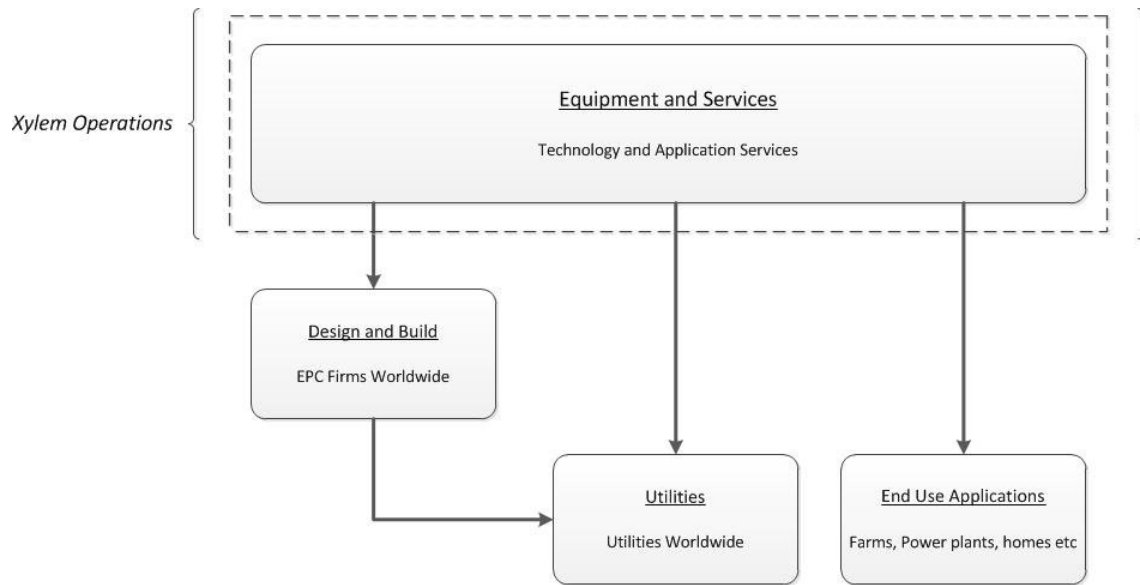 Equipment and Services
Xylem Operations
Technology and Application Services
Design and Build
EPC Firms Worldwide
Utilities
End Use Applications
Utilities Worldwide
Farms, Power plants, homes etc